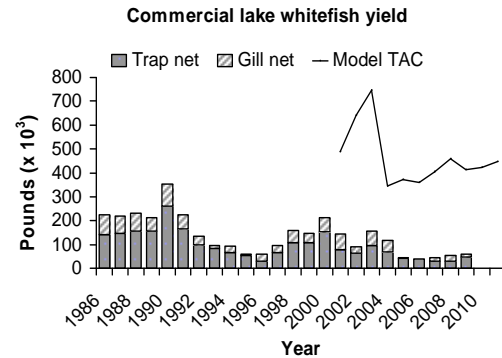 Commercial lake whitefish yield
Trap net Gill net Model TAC
800
700
600
500
400
300
200
100
0
Pounds (x 10³)
1986 1988 1990 1992 1994 1996 1998 2000 2002 2004 2006 2008 2010
Year